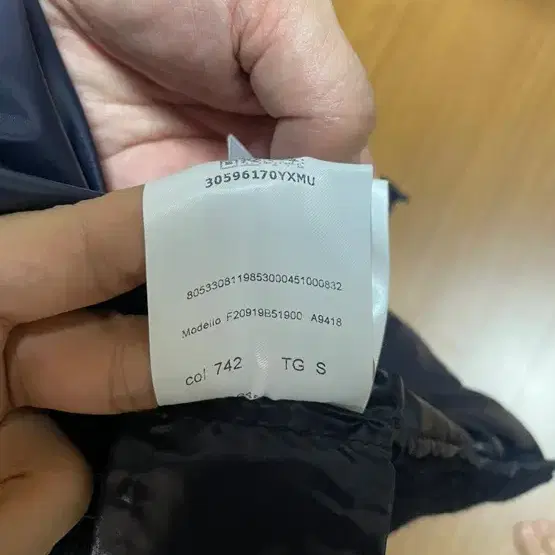 30596170YXMU
8053308119853000451000832
Modello F20919B51900 A9418
col 742 TG S